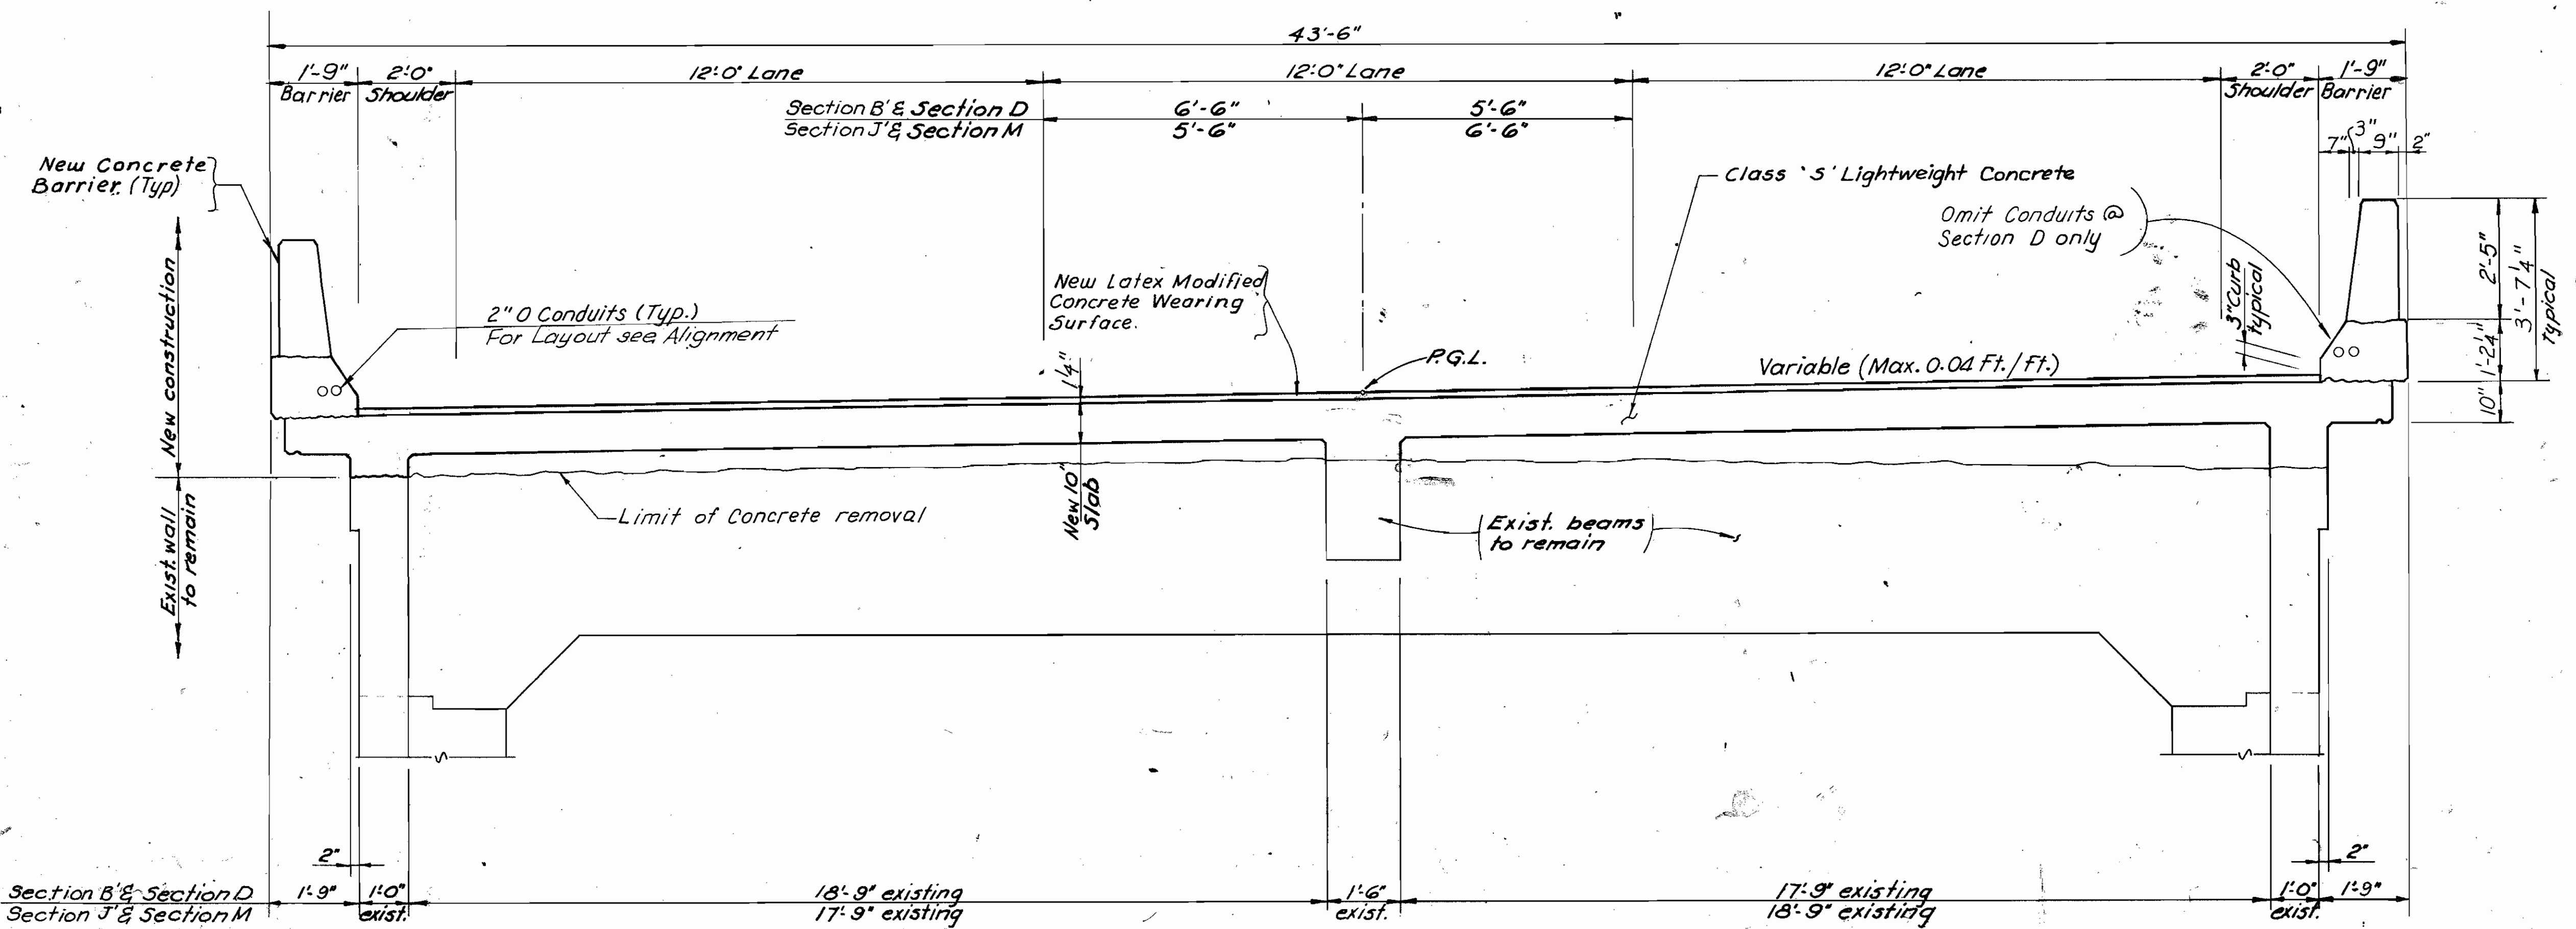 43'-6"
1'-9"
Barrier
2'-0"
Shoulder
12'-0" Lane
12'-0" Lane
12'-0" Lane
2'-0"
Shoulder
1'-9"
Barrier
Section B' & Section D
Section J' & Section M
6'-6"
5'-6"
5'-6"
6'-6"
7"
3"
9"
2"
New Concrete
Barrier. (Typ)
Class 'S' Lightweight Concrete
Omit Conduits @
Section D only
New construction
2" O Conduits (Typ.)
For Layout see Alignment
New Latex Modified
Concrete Wearing
Surface.
1 1/4"
P.G.L.
Variable (Max. 0.04 Ft./Ft.)
3" Curb
typical
2'-5"
1'-2 1/4"
10"
3'-7 1/4"
typical
Exist. wall
to remain
Limit of Concrete removal
New 10"
Slab
Exist. beams
to remain
2"
2"
Section B' & Section D
Section J' & Section M
1'-9"
1'-0"
exist.
18'-9" existing
17'-9" existing
1'-6"
exist.
17'-9" existing
18'-9" existing
1'-0"
exist.
1'-9"